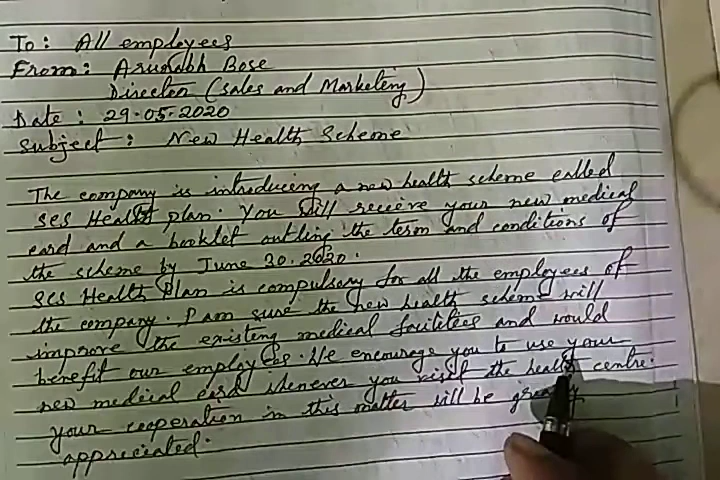 To: All employees
From: Arunabh Bose
Director (Sales and Marketing)
Date: 29.05.2020
Subject: New Health Scheme
The company is introducing a new health scheme called
SCS Health plan. You will receive your new medical
card and a booklet outling the term and conditions of
the scheme by June 30.2020.
SCS Health Plan is compulsory for all the employees of
the company. I am sure the new health scheme will
improve the existing medical facilities and would
benefit our employees. We encourage you to use your
new medical card whenever you visit the health centre.
your cooperation in this matter will be
appreciated.